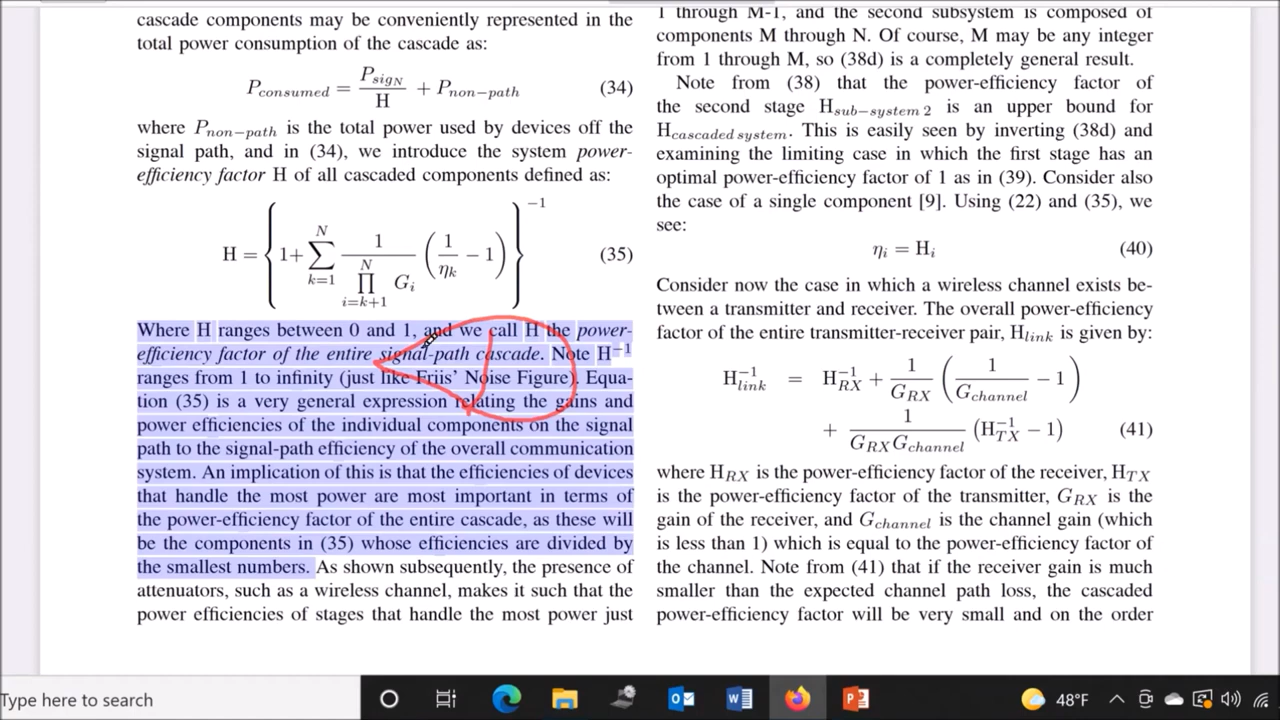 cascade components may be conveniently represented in the
total power consumption of the cascade as:
P_consumed = P_sigN / H + P_non−path (34)
where P_non−path is the total power used by devices off the
signal path, and in (34), we introduce the system power-
efficiency factor H of all cascaded components defined as:
H = { 1 + ∑_{k=1}^{N} 1 / ∏_{i=k+1}^{N} G_i ( 1/η_k − 1 ) }^{−1} (35)
Where H ranges between 0 and 1, and we call H the power-
efficiency factor of the entire signal-path cascade. Note H^{−1}
ranges from 1 to infinity (just like Friis' Noise Figure). Equa-
tion (35) is a very general expression relating the gains and
power efficiencies of the individual components on the signal
path to the signal-path efficiency of the overall communication
system. An implication of this is that the efficiencies of devices
that handle the most power are most important in terms of
the power-efficiency factor of the entire cascade, as these will
be the components in (35) whose efficiencies are divided by
the smallest numbers. As shown subsequently, the presence of
attenuators, such as a wireless channel, makes it such that the
power efficiencies of stages that handle the most power just
1 through M-1, and the second subsystem is composed of
components M through N. Of course, M may be any integer
from 1 through M, so (38d) is a completely general result.
Note from (38) that the power-efficiency factor of
the second stage H_sub−system 2 is an upper bound for
H_cascaded system. This is easily seen by inverting (38d) and
examining the limiting case in which the first stage has an
optimal power-efficiency factor of 1 as in (39). Consider also
the case of a single component [9]. Using (22) and (35), we
see:
η_i = H_i (40)
Consider now the case in which a wireless channel exists be-
tween a transmitter and receiver. The overall power-efficiency
factor of the entire transmitter-receiver pair, H_link is given by:
H_link^{−1} = H_RX^{−1} + 1/G_RX ( 1/G_channel − 1 )
+ 1/(G_RX G_channel) (H_TX^{−1} − 1) (41)
where H_RX is the power-efficiency factor of the receiver, H_TX
is the power-efficiency factor of the transmitter, G_RX is the
gain of the receiver, and G_channel is the channel gain (which
is less than 1) which is equal to the power-efficiency factor of
the channel. Note from (41) that if the receiver gain is much
smaller than the expected channel path loss, the cascaded
power-efficiency factor will be very small and on the order
Type here to search
48°F